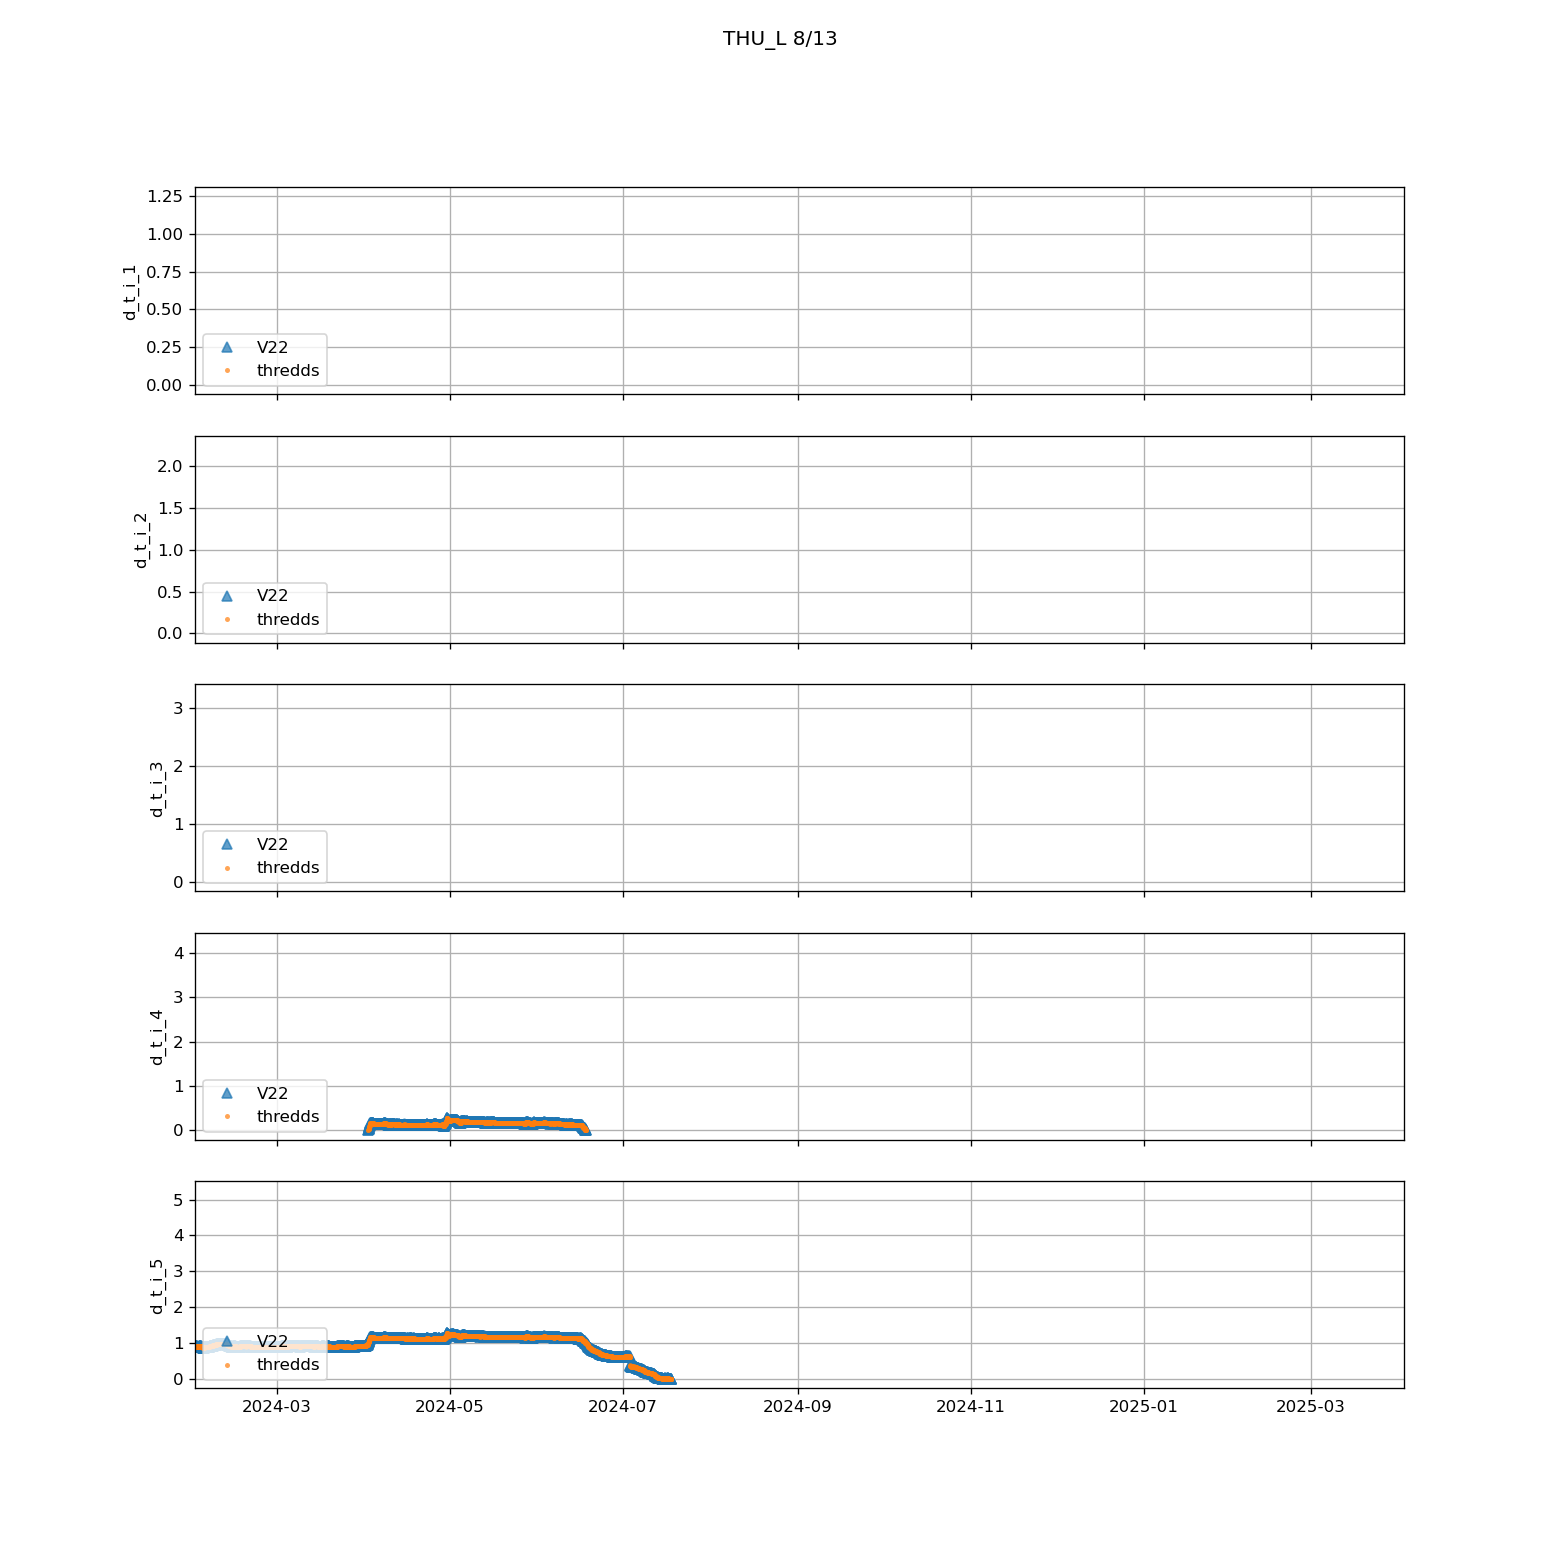 THU_L 8/13
d_t_i_1
1.25
1.00
0.75
0.50
0.25
0.00
V22
thredds
d_t_i_2
2.0
1.5
1.0
0.5
0.0
V22
thredds
d_t_i_3
3
2
1
0
V22
thredds
d_t_i_4
4
3
2
1
0
V22
thredds
d_t_i_5
5
4
3
2
1
0
V22
thredds
2024-03 2024-05 2024-07 2024-09 2024-11 2025-01 2025-03